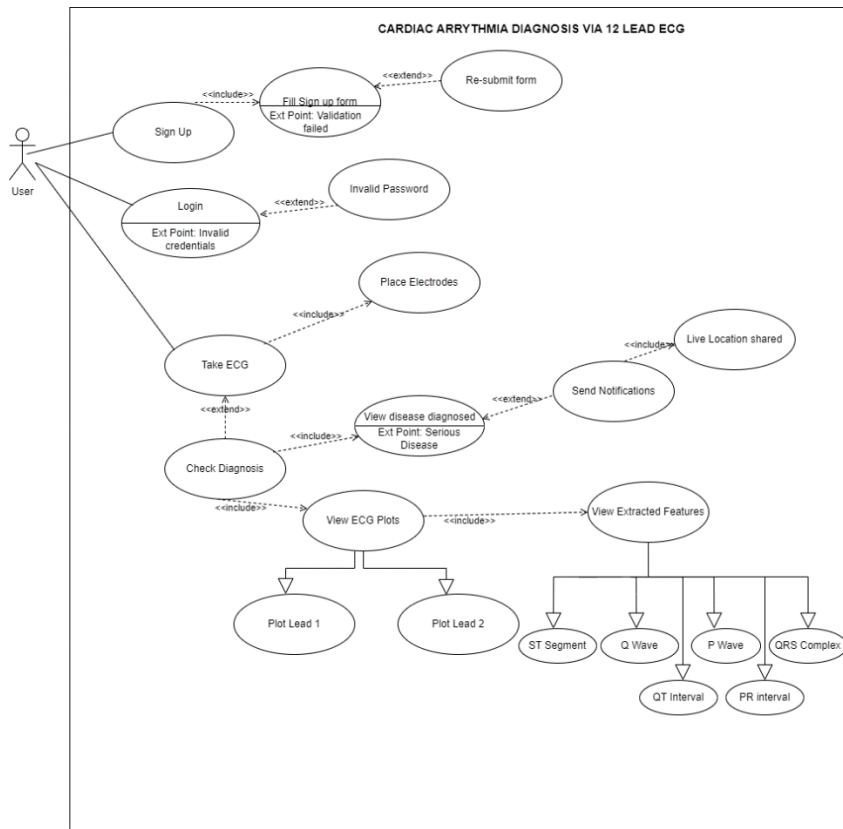 CARDIAC ARRYTHMIA DIAGNOSIS VIA 12 LEAD ECG
<<include>>
Fill Sign up form
Ext Point: Validation
failed
<<extend>>
Re-submit form
Sign Up
User
Login
Ext Point: Invalid
credentials
<<extend>>
Invalid Password
Place Electrodes
<<include>>
Take ECG
<<include>>
Live Location shared
Send Notifications
<<extend>>
<<extend>>
View disease diagnosed
Ext Point: Serious
Disease
<<include>>
Check Diagnosis
<<include>>
View ECG Plots
<<include>>
View Extracted Features
Plot Lead 1
Plot Lead 2
ST Segment
Q Wave
P Wave
QRS Complex
QT Interval
PR interval